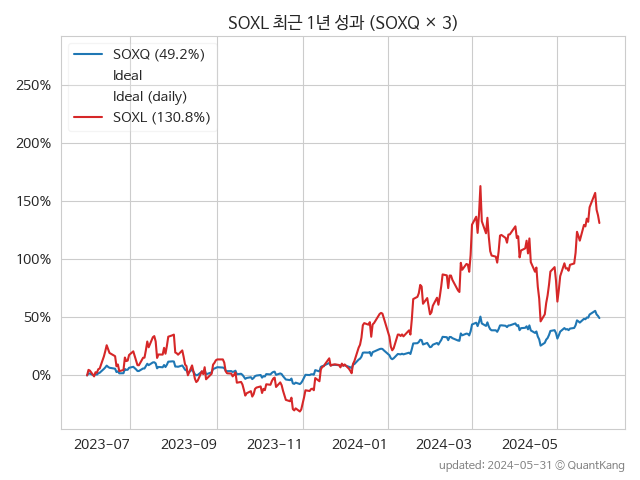 SOXL 최근 1년 성과 (SOXQ × 3)
SOXQ (49.2%)
Ideal
Ideal (daily)
SOXL (130.8%)
250%
200%
150%
100%
50%
0%
2023-07 2023-09 2023-11 2024-01 2024-03 2024-05
updated: 2024-05-31 © QuantKang